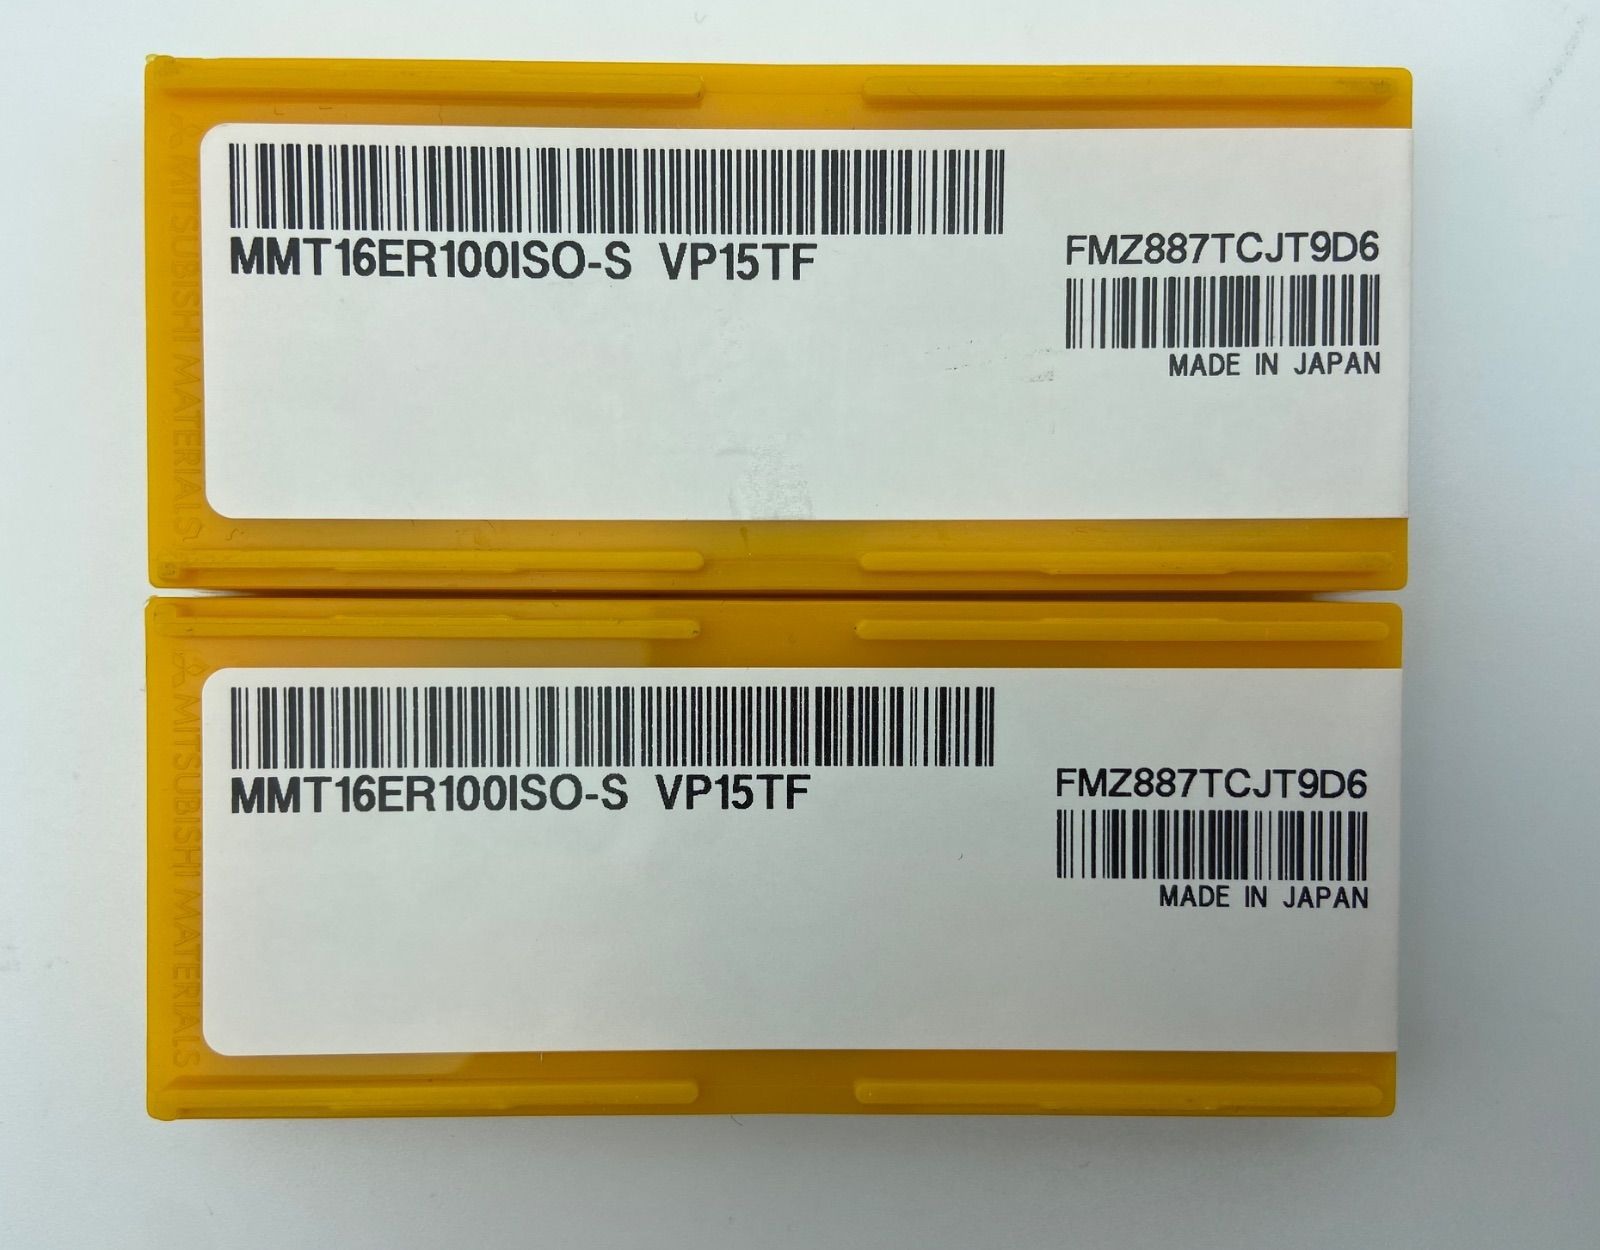 MITSUBISHI MATERIALS
MMT16ER100ISO-S VP15TF
FMZ887TCJT9D6
MADE IN JAPAN
MITSUBISHI MATERIALS
MMT16ER100ISO-S VP15TF
FMZ887TCJT9D6
MADE IN JAPAN